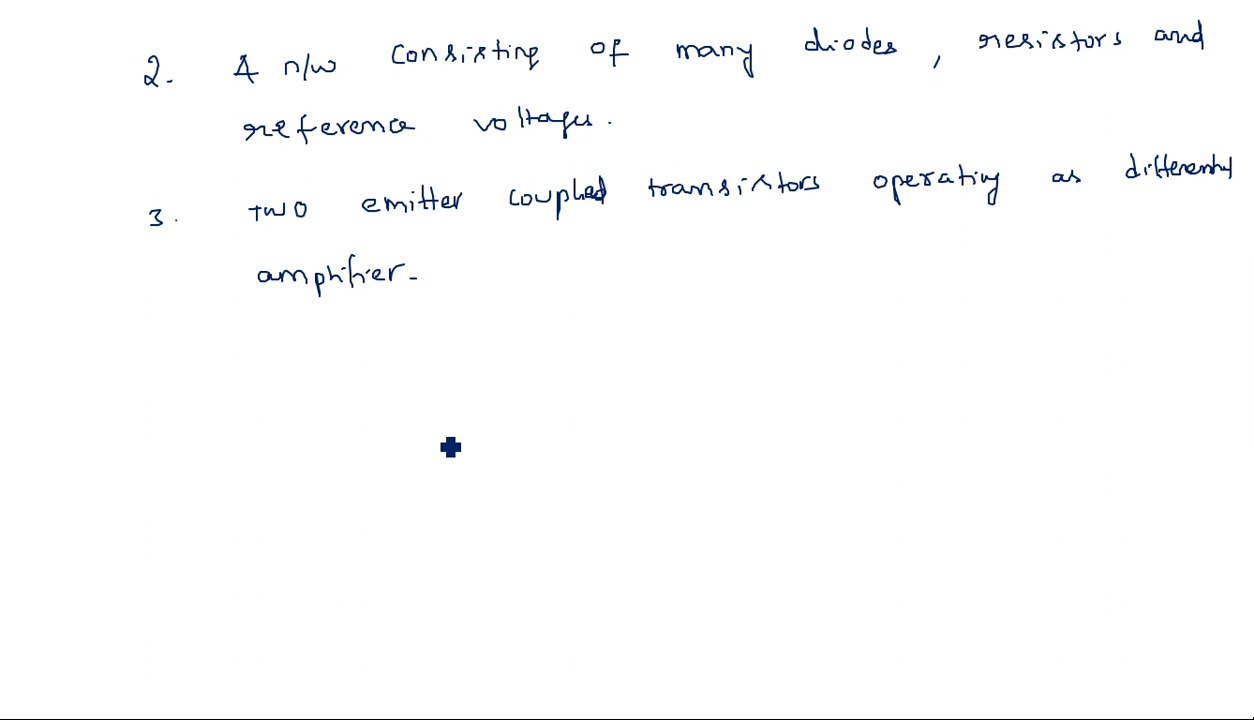 2. A n/w consisting of many diodes, resistors and
reference voltages.
3. Two emitter coupled transistors operating as differential
amplifier.